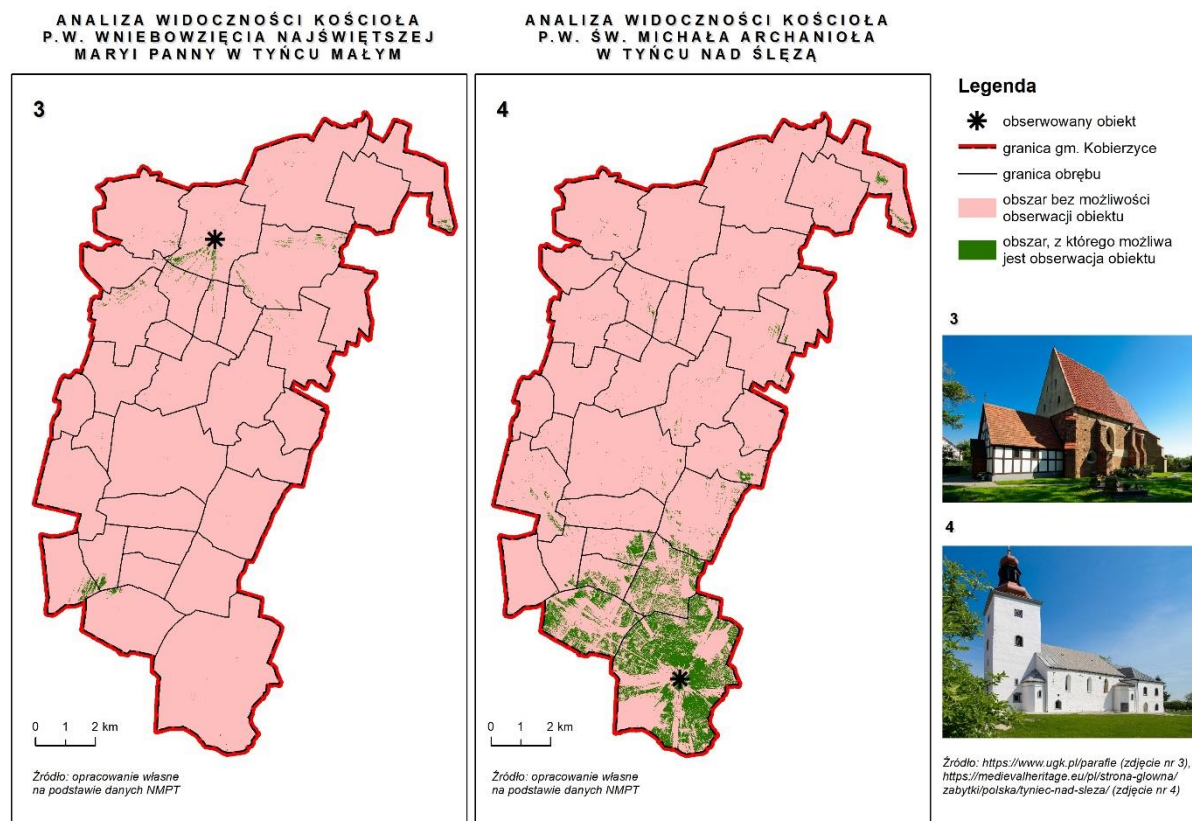 ANALIZA WIDOCZNOŚCI KOŚCIOŁA
P.W. WNIEBOWZIĘCIA NAJŚWIĘTSZEJ
MARYI PANNY W TYŃCU MAŁYM
3
0 1 2 km
Źródło: opracowanie własne
na podstawie danych NMPT
ANALIZA WIDOCZNOŚCI KOŚCIOŁA
P.W. ŚW. MICHAŁA ARCHANIOŁA
W TYŃCU NAD ŚLĘZĄ
4
0 1 2 km
Źródło: opracowanie własne
na podstawie danych NMPT
Legenda
obserwowany obiekt
granica gm. Kobierzyce
granica obrębu
obszar bez możliwości
obserwacji obiektu
obszar, z którego możliwa
jest obserwacja obiektu
3
4
Źródło: https://www.ugk.pl/parafie (zdjęcie nr 3),
https://medievalheritage.eu/pl/strona-glowna/
zabytki/polska/tyniec-nad-sleza/ (zdjęcie nr 4)